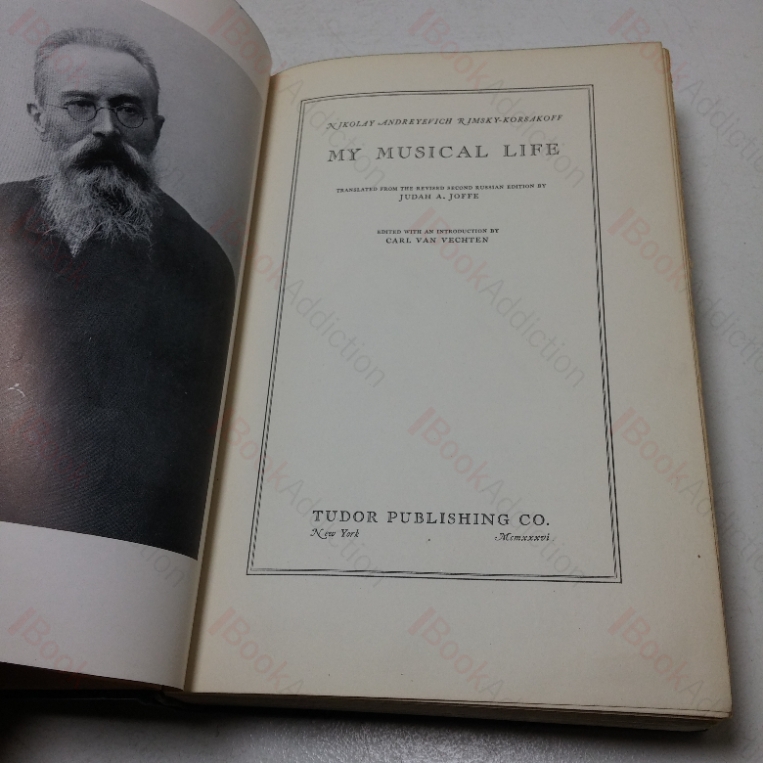 NIKOLAY ANDREYEVICH RIMSKY-KORSAKOFF
MY MUSICAL LIFE
TRANSLATED FROM THE REVISED SECOND RUSSIAN EDITION BY
JUDAH A. JOFFE
EDITED WITH AN INTRODUCTION BY
CARL VAN VECHTEN
TUDOR PUBLISHING CO.
New York Mcmxxxvi
BookAddiction